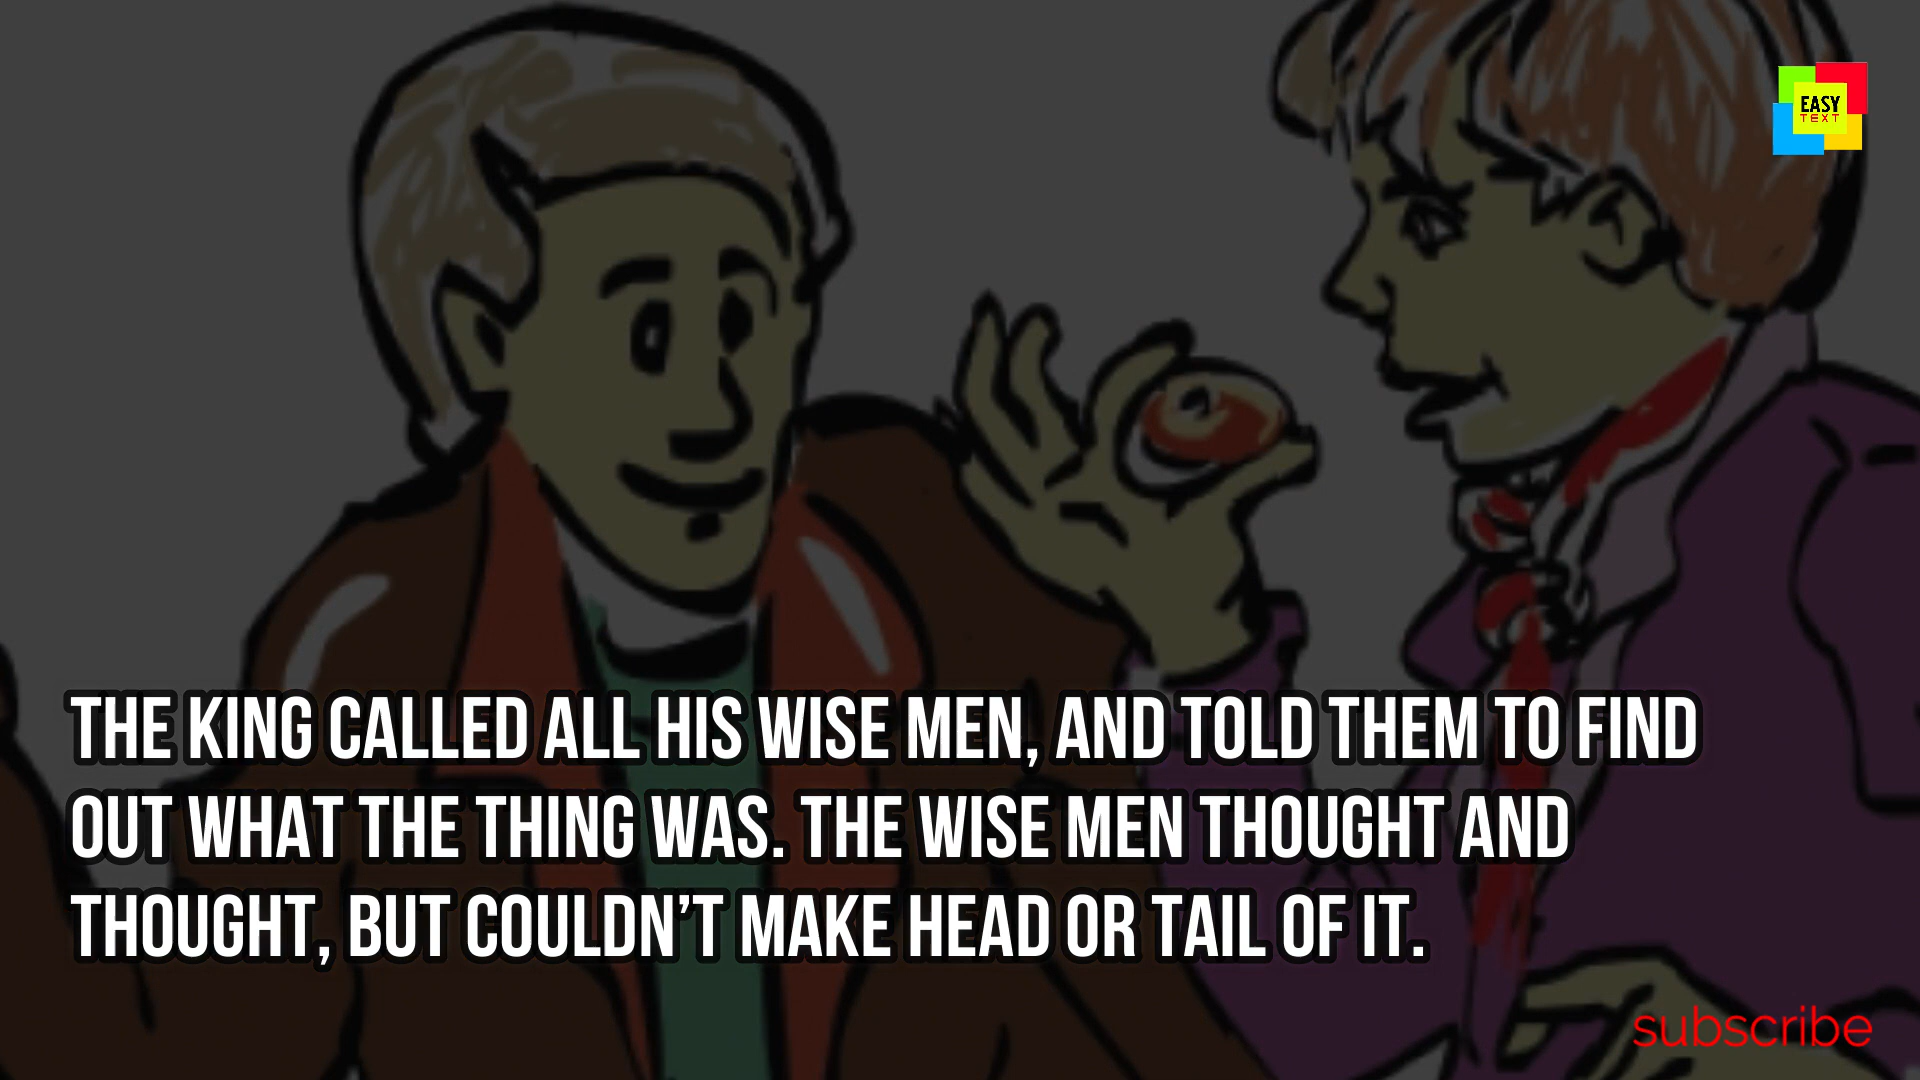 EASY
TEXT
THE KING CALLED ALL HIS WISE MEN, AND TOLD THEM TO FIND
OUT WHAT THE THING WAS. THE WISE MEN THOUGHT AND
THOUGHT, BUT COULDN’T MAKE HEAD OR TAIL OF IT.
subscribe